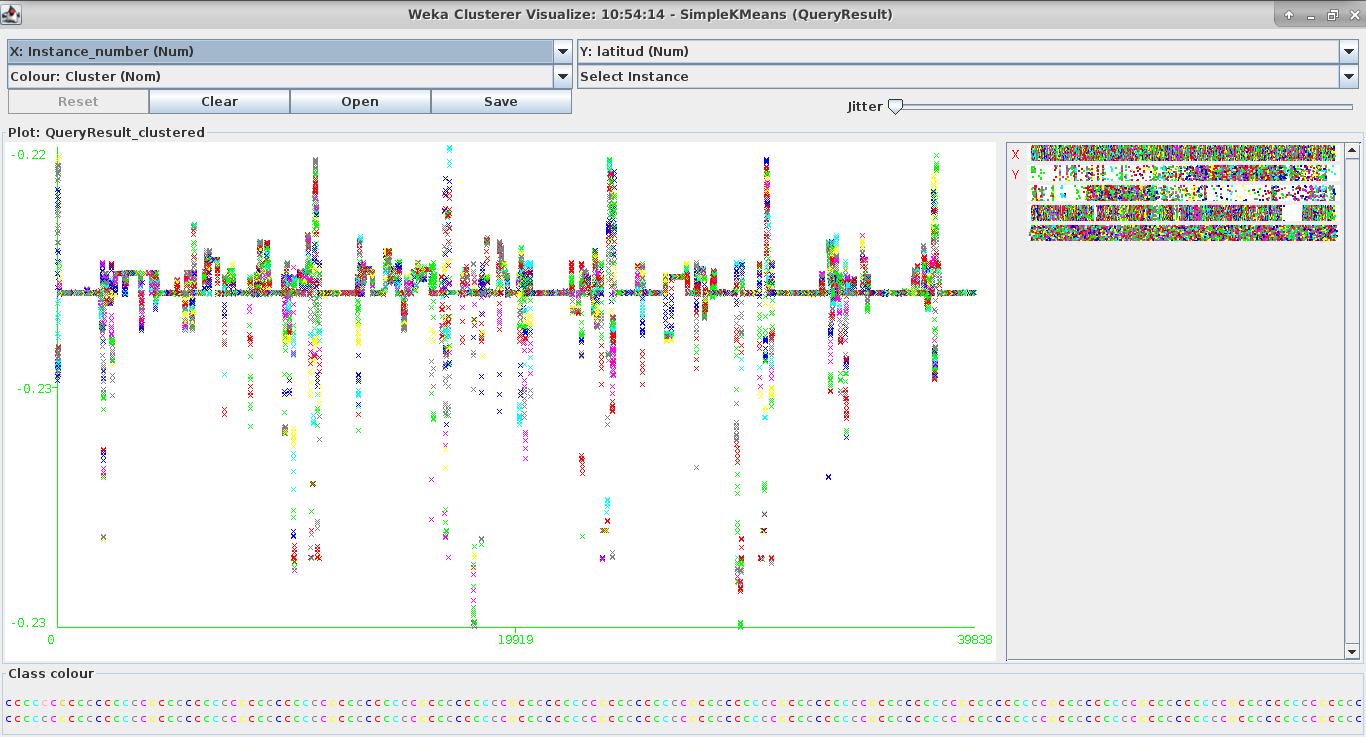 Weka Clusterer Visualize: 10:54:14 - SimpleKMeans (QueryResult)
X: Instance_number (Num) Y: latitud (Num)
Colour: Cluster (Nom) Select Instance
Reset Clear Open Save Jitter
Plot: QueryResult_clustered
-0.22
X
Y
-0.23
-0.23
0 19919 39838
Class colour